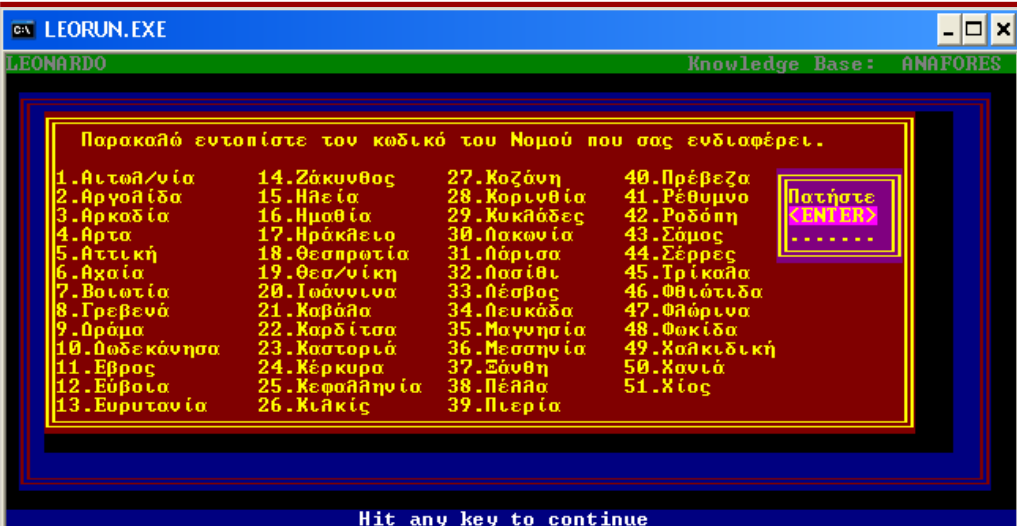 LEORUN.EXE
LEONARDO Knowledge Base: ANAFORES
Παρακαλώ εντοπίστε τον κωδικό του Νομού που σας ενδιαφέρει.
1.Αιτωλ/νία 14.Ζάκυνθος 27.Κοζάνη 40.Πρέβεζα
2.Αργολίδα 15.Ηλεία 28.Κορινθία 41.Ρέθυμνο
3.Αρκαδία 16.Ημαθία 29.Κυκλάδες 42.Ροδόπη
4.Αρτα 17.Ηράκλειο 30.Λακωνία 43.Σάμος
5.Αττική 18.Θεσπρωτία 31.Λάρισα 44.Σέρρες
6.Αχαία 19.Θεσ/νίκη 32.Λασίθι 45.Τρίκαλα
7.Βοιωτία 20.Ιωάννινα 33.Λέσβος 46.Φθιώτιδα
8.Γρεβενά 21.Καβάλα 34.Λευκάδα 47.Φλώρινα
9.Δράμα 22.Καρδίτσα 35.Μαγνησία 48.Φωκίδα
10.Δωδεκάνησα 23.Καστοριά 36.Μεσσηνία 49.Χαλκιδική
11.Εβρος 24.Κέρκυρα 37.Ξάνθη 50.Χανιά
12.Εύβοια 25.Κεφαλληνία 38.Πέλλα 51.Χίος
13.Ευρυτανία 26.Κιλκίς 39.Πιερία
Πατήστε
<ENTER>
.......
Hit any key to continue